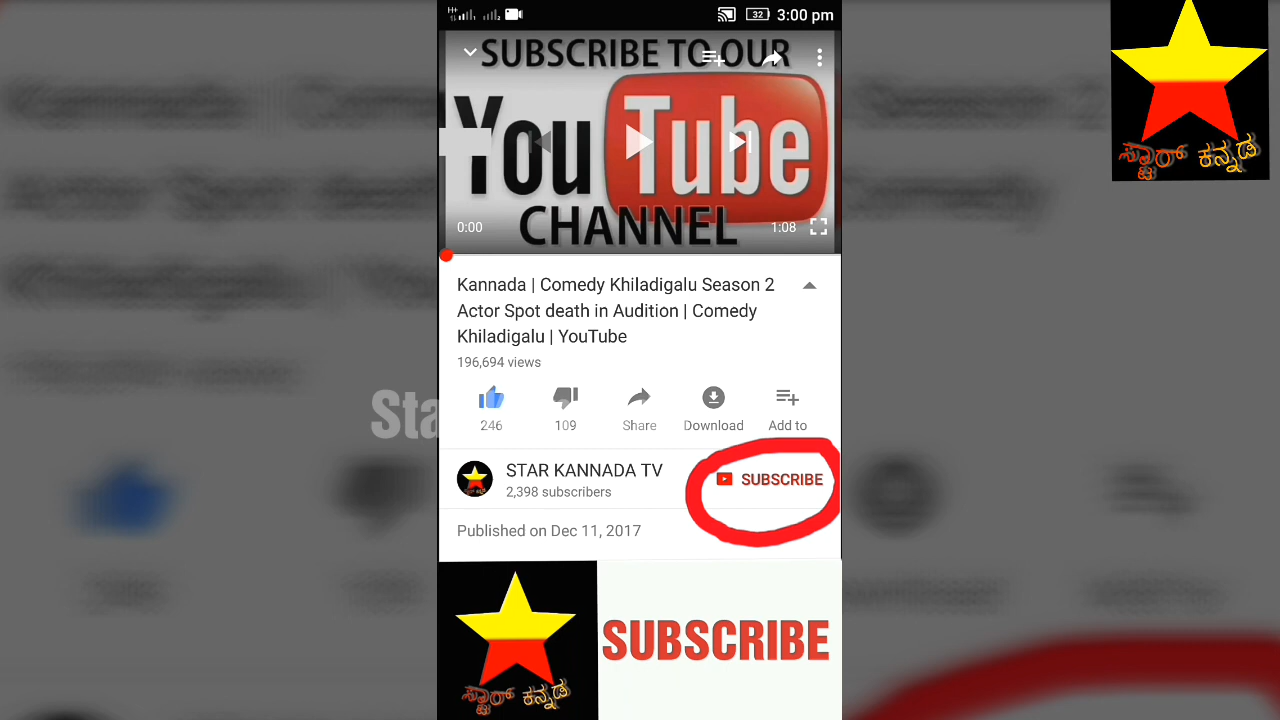 H+
32
3:00 pm
SUBSCRIBE TO OUR
YouTube
CHANNEL
0:00
1:08
Kannada | Comedy Khiladigalu Season 2
Actor Spot death in Audition | Comedy
Khiladigalu | YouTube
196,694 views
246
109
Share
Download
Add to
Sta
STAR KANNADA TV
2,398 subscribers
SUBSCRIBE
Published on Dec 11, 2017
ಸ್ಟಾರ್ ಕನ್ನಡ
SUBSCRIBE
ಸ್ಟಾರ್ ಕನ್ನಡ